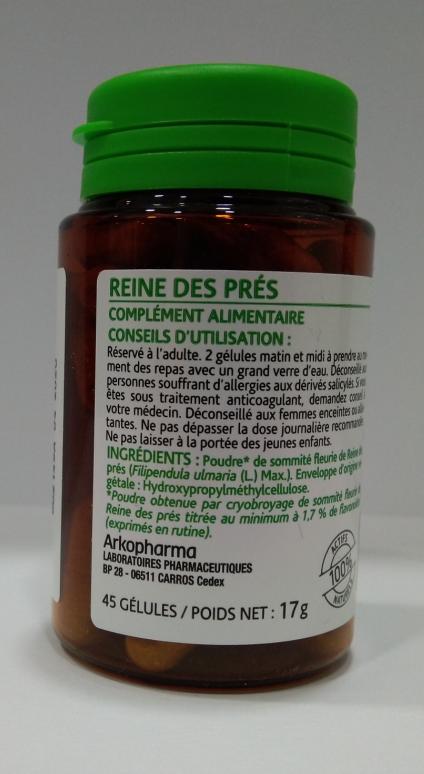 REINE DES PRÉS
COMPLÉMENT ALIMENTAIRE
CONSEILS D'UTILISATION :
Réservé à l'adulte. 2 gélules matin et midi à prendre au
ment des repas avec un grand verre d'eau. Déconseillé
personnes souffrant d'allergies aux dérivés salicylés. Si
êtes sous traitement anticoagulant, demandez conseil
votre médecin. Déconseillé aux femmes enceintes ou
tantes. Ne pas dépasser la dose journalière
Ne pas laisser à la portée des jeunes enfants.
INGRÉDIENTS : Poudre* de sommité fleurie de Reine
prés (Filipendula ulmaria (L.) Max.). Enveloppe d'origine
gétale : Hydroxypropylméthylcellulose.
*Poudre obtenue par cryobroyage de sommité fleurie
Reine des prés titrée au minimum à 1,7 % de
(exprimés en rutine).
Arkopharma
LABORATOIRES PHARMACEUTIQUES
BP 28 - 06511 CARROS Cedex
45 GÉLULES / POIDS NET : 17g
ACTIFS
100%